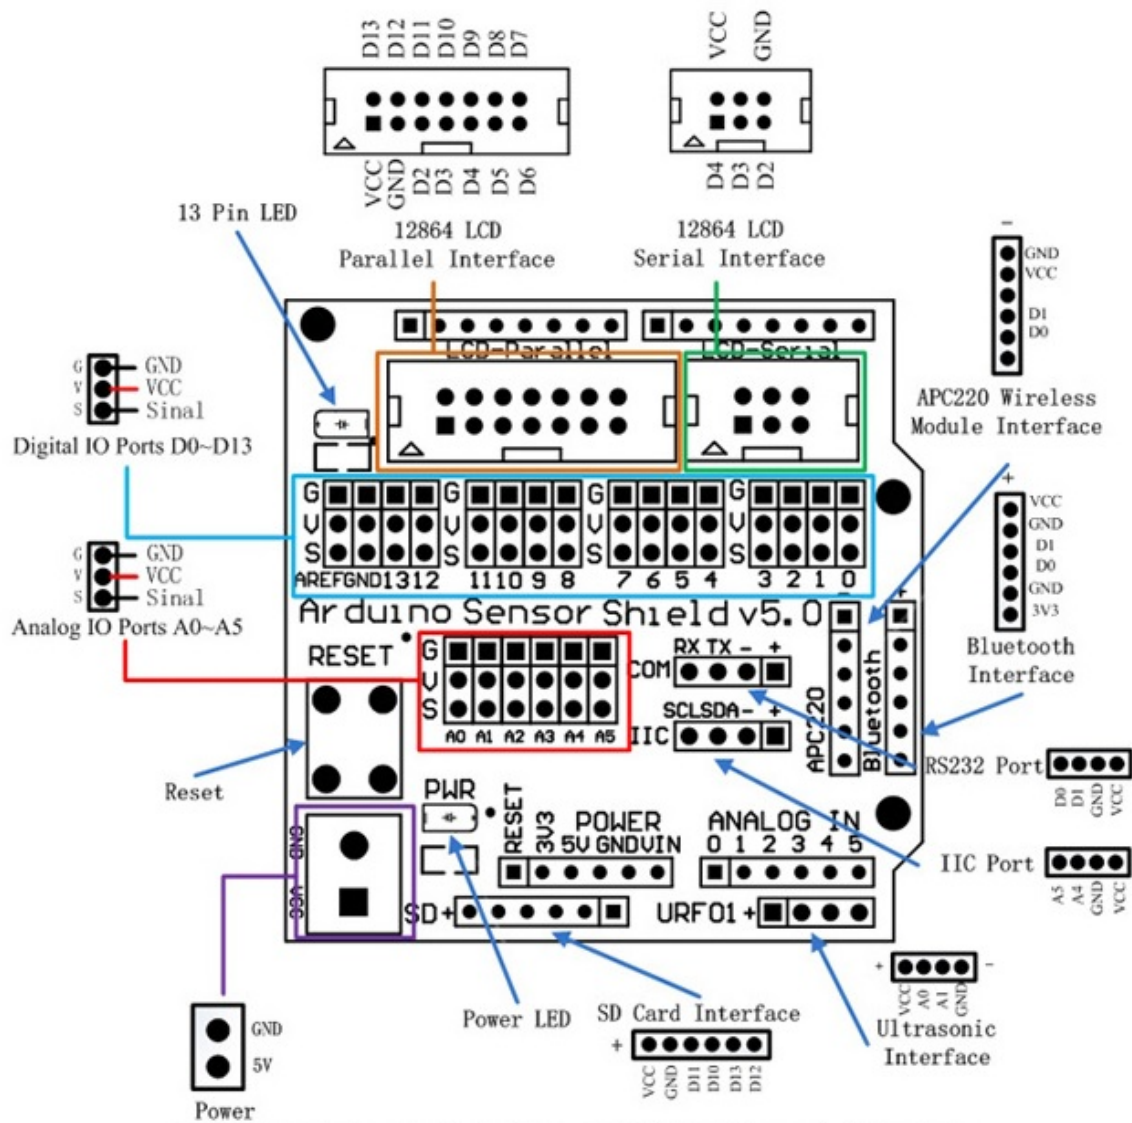 D13 D12 D11 D10 D9 D8 D7
VCC GND D2 D3 D4 D5 D6
VCC GND
D4 D3 D2
13 Pin LED
12864 LCD
Parallel Interface
12864 LCD
Serial Interface
-
GND
VCC
D1
D0
APC220 Wireless
Module Interface
LCD-Parallel
LCD-Serial
G GND
V VCC
S Sinal
Digital IO Ports D0~D13
G GND
V VCC
S Sinal
Analog IO Ports A0~A5
G G G G
V V V V
S S S S
AREF GND 13 12 11 10 9 8 7 6 5 4 3 2 1 0
Arduino Sensor Shield v5.0
+
VCC
GND
D1
D0
GND
3V3
Bluetooth
Interface
RESET
G
V
S
A0 A1 A2 A3 A4 A5
RX TX - +
COM
SCL SDA - +
IIC
-
APC220
+
Bluetooth
RS232 Port
D0 D1 GND VCC
IIC Port
A5 A4 GND VCC
Reset
PWR
GND
VCC
POWER
RESET 3V3 5V GND VIN
ANALOG IN
0 1 2 3 4 5
SD+
URF01+
Power LED
SD Card Interface
+
VCC GND D11 D10 D13 D12
+ -
VCC A0 A1 GND
Ultrasonic
Interface
GND
5V
Power